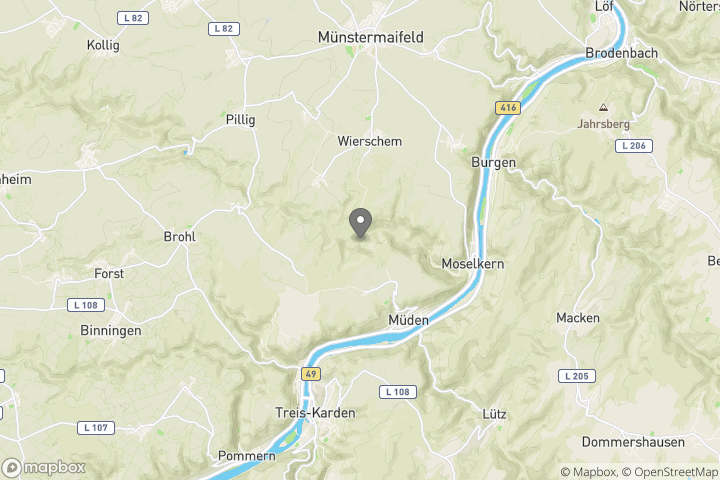 Löf
Nörters
L 82
L 82
Münstermaifeld
Kollig
Brodenbach
416
Pillig
Jahrsberg
Wierschem
L 206
Burgen
nheim
Brohl
Be
Moselkern
Forst
L 108
Müden
Macken
Binningen
49
L 205
L 108
Treis-Karden
Lütz
L 107
Dommershausen
Pommern
mapbox
© Mapbox, © OpenStreetMap